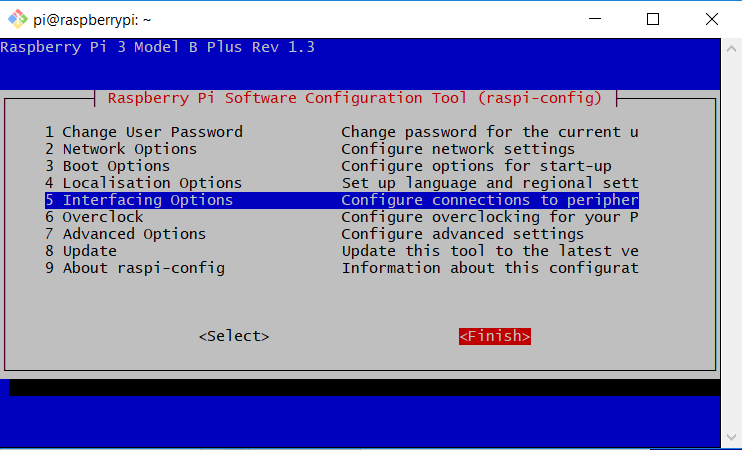 pi@raspberrypi: ~
Raspberry Pi 3 Model B Plus Rev 1.3
Raspberry Pi Software Configuration Tool (raspi-config)
1 Change User Password Change password for the current u
2 Network Options Configure network settings
3 Boot Options Configure options for start-up
4 Localisation Options Set up language and regional sett
5 Interfacing Options Configure connections to peripher
6 Overclock Configure overclocking for your P
7 Advanced Options Configure advanced settings
8 Update Update this tool to the latest ve
9 About raspi-config Information about this configurat
<Select> <Finish>